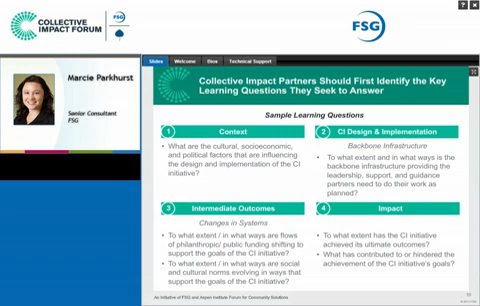 COLLECTIVE
IMPACT FORUM
FSG
FSG
Marcie Parkhurst
Senior Consultant
FSG
Slides
Welcome
Bios
Technical Support
Collective Impact Partners Should First Identify the Key
Learning Questions They Seek to Answer
Sample Learning Questions
1 Context
• What are the cultural, socioeconomic,
and political factors that are influencing
the design and implementation of the CI
initiative?
2 CI Design & Implementation
Backbone Infrastructure
• To what extent and in what ways is the
backbone infrastructure providing the
leadership, support, and guidance
partners need to do their work as
planned?
3 Intermediate Outcomes
Changes in Systems
• To what extent / in what ways are flows
of philanthropic/ public funding shifting to
support the goals of the CI initiative?
• To what extent / in what ways are social
and cultural norms evolving in ways that
support the goals of the CI initiative?
4 Impact
• To what extent has the CI initiative
achieved its ultimate outcomes?
• What has contributed to or hindered the
achievement of the CI initiative's goals?
An Initiative of FSG and Aspen Institute Forum for Community Solutions